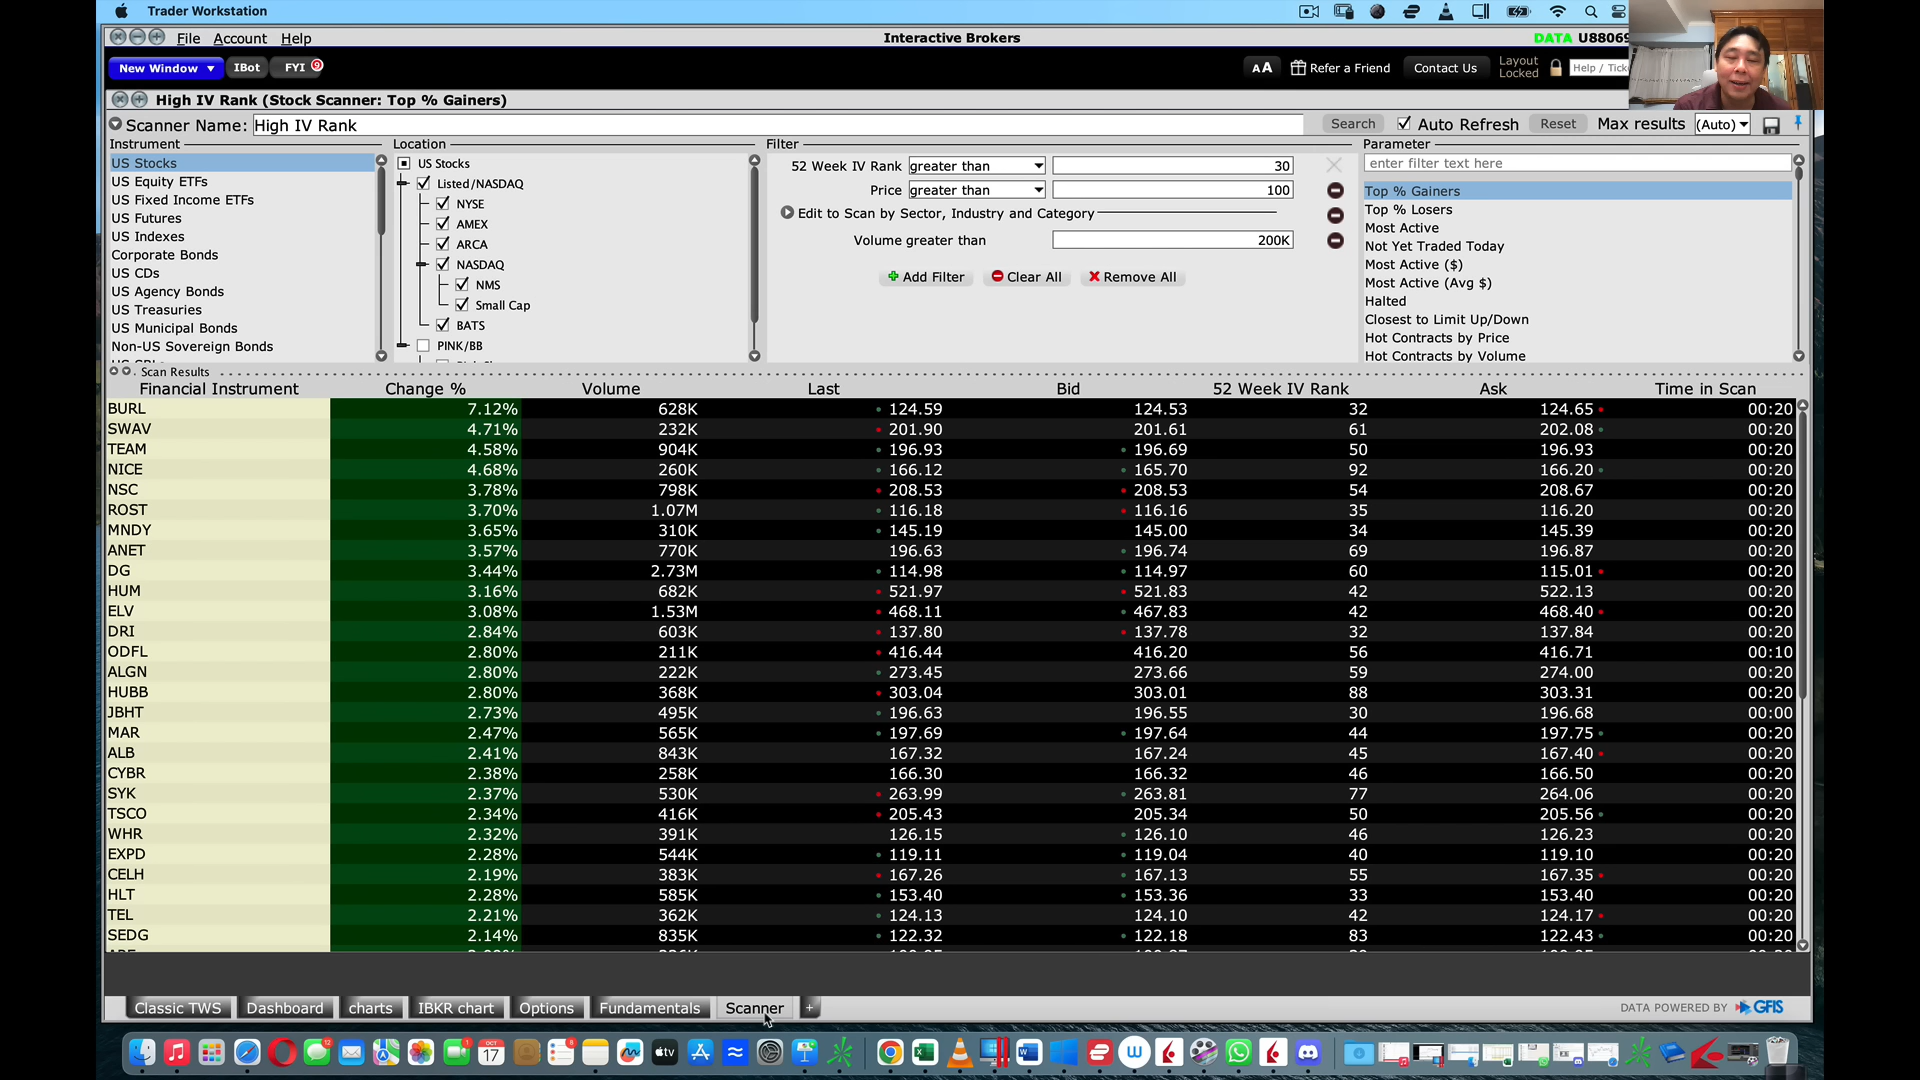 Trader Workstation
File Account Help
Interactive Brokers
DATA U88069
New Window
IBot
FYI
9
AA
Refer a Friend
Contact Us
Layout Locked
Help / Ticke
High IV Rank (Stock Scanner: Top % Gainers)
Scanner Name: High IV Rank
Search
Auto Refresh
Reset
Max results (Auto)
Instrument
US Stocks
US Equity ETFs
US Fixed Income ETFs
US Futures
US Indexes
Corporate Bonds
US CDs
US Agency Bonds
US Treasuries
US Municipal Bonds
Non-US Sovereign Bonds
Location
US Stocks
Listed/NASDAQ
NYSE
AMEX
ARCA
NASDAQ
NMS
Small Cap
BATS
PINK/BB
Filter
52 Week IV Rank greater than 30
Price greater than 100
Edit to Scan by Sector, Industry and Category
Volume greater than 200K
Add Filter Clear All Remove All
Parameter
enter filter text here
Top % Gainers
Top % Losers
Most Active
Not Yet Traded Today
Most Active ($)
Most Active (Avg $)
Halted
Closest to Limit Up/Down
Hot Contracts by Price
Hot Contracts by Volume
Scan Results
Financial Instrument Change % Volume Last Bid 52 Week IV Rank Ask Time in Scan
BURL 7.12% 628K 124.59 124.53 32 124.65 00:20
SWAV 4.71% 232K 201.90 201.61 61 202.08 00:20
TEAM 4.58% 904K 196.93 196.69 50 196.93 00:20
NICE 4.68% 260K 166.12 165.70 92 166.20 00:20
NSC 3.78% 798K 208.53 208.53 54 208.67 00:20
ROST 3.70% 1.07M 116.18 116.16 35 116.20 00:20
MNDY 3.65% 310K 145.19 145.00 34 145.39 00:20
ANET 3.57% 770K 196.63 196.74 69 196.87 00:20
DG 3.44% 2.73M 114.98 114.97 60 115.01 00:20
HUM 3.16% 682K 521.97 521.83 42 522.13 00:20
ELV 3.08% 1.53M 468.11 467.83 42 468.40 00:20
DRI 2.84% 603K 137.80 137.78 32 137.84 00:20
ODFL 2.80% 211K 416.44 416.20 56 416.71 00:10
ALGN 2.80% 222K 273.45 273.66 59 274.00 00:20
HUBB 2.80% 368K 303.04 303.01 88 303.31 00:20
JBHT 2.73% 495K 196.63 196.55 30 196.68 00:00
MAR 2.47% 565K 197.69 197.64 44 197.75 00:20
ALB 2.41% 843K 167.32 167.24 45 167.40 00:20
CYBR 2.38% 258K 166.30 166.32 46 166.50 00:20
SYK 2.37% 530K 263.99 263.81 77 264.06 00:20
TSCO 2.34% 416K 205.43 205.34 50 205.56 00:20
WHR 2.32% 391K 126.15 126.10 46 126.23 00:20
EXPD 2.28% 544K 119.11 119.04 40 119.10 00:20
CELH 2.19% 383K 167.26 167.13 55 167.35 00:20
HLT 2.28% 585K 153.40 153.36 33 153.40 00:20
TEL 2.21% 362K 124.13 124.10 42 124.17 00:20
SEDG 2.14% 835K 122.32 122.18 83 122.43 00:20
Classic TWS Dashboard charts IBKR chart Options Fundamentals Scanner +
DATA POWERED BY GFIS
OCT
17
tv